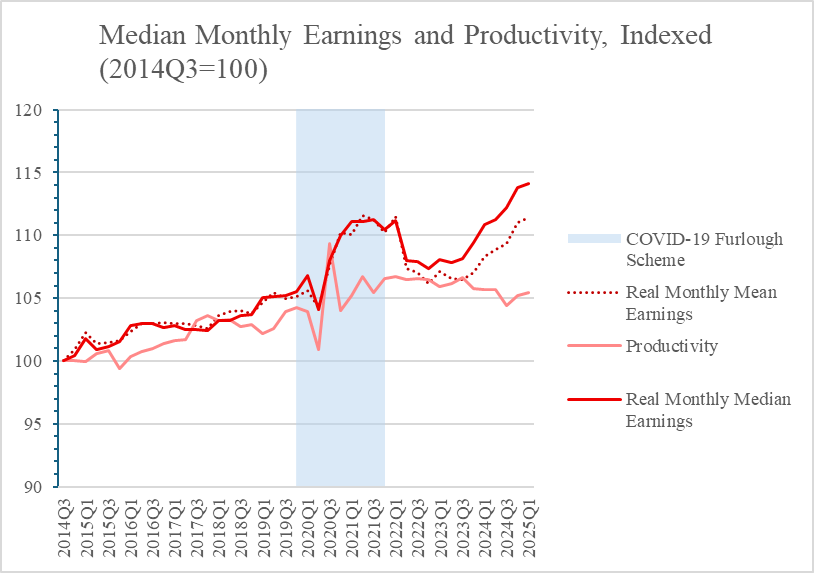 Median Monthly Earnings and Productivity, Indexed
(2014Q3=100)
120
115
110
105
100
95
90
2014Q3
2015Q1
2015Q3
2016Q1
2016Q3
2017Q1
2017Q3
2018Q1
2018Q3
2019Q1
2019Q3
2020Q1
2020Q3
2021Q1
2021Q3
2022Q1
2022Q3
2023Q1
2023Q3
2024Q1
2024Q3
2025Q1
COVID-19 Furlough
Scheme
Real Monthly Mean
Earnings
Productivity
Real Monthly Median
Earnings